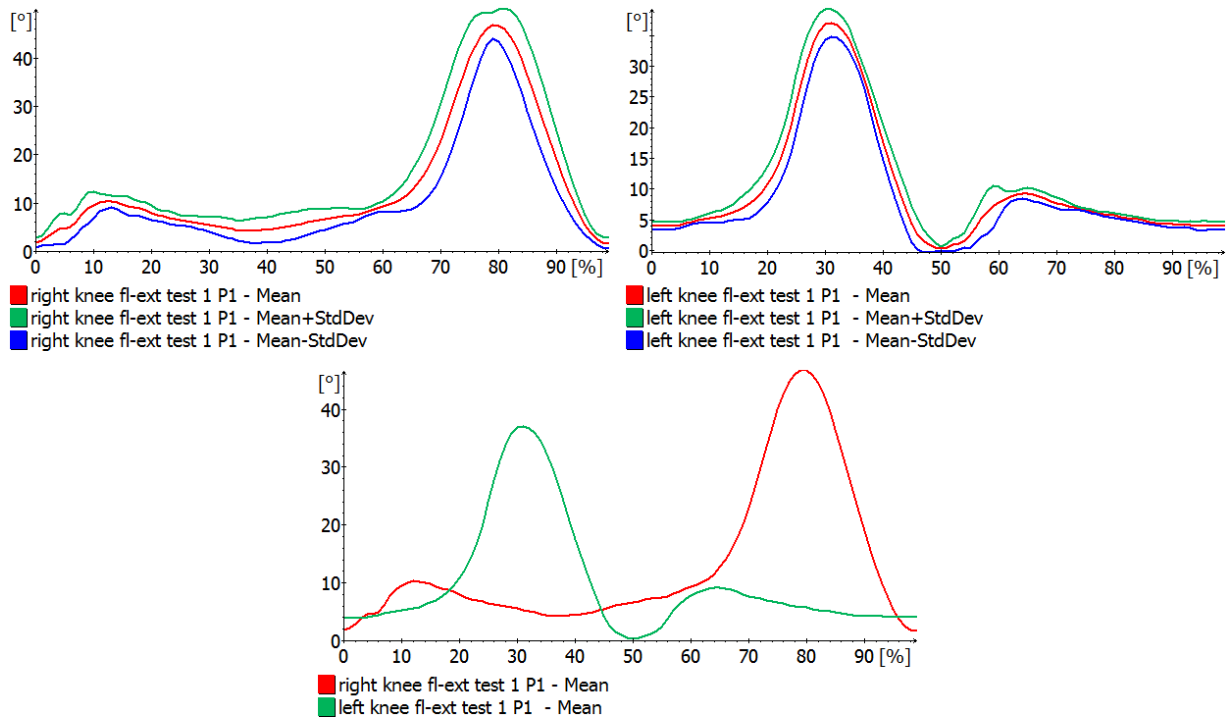 [°]
40
30
20
10
0
0 10 20 30 40 50 60 70 80 90 [%]
right knee fl-ext test 1 P1 - Mean
right knee fl-ext test 1 P1 - Mean+StdDev
right knee fl-ext test 1 P1 - Mean-StdDev
[°]
30
25
20
15
10
5
0
0 10 20 30 40 50 60 70 80 90 [%]
left knee fl-ext test 1 P1 - Mean
left knee fl-ext test 1 P1 - Mean+StdDev
left knee fl-ext test 1 P1 - Mean-StdDev
[°]
40
30
20
10
0
0 10 20 30 40 50 60 70 80 90 [%]
right knee fl-ext test 1 P1 - Mean
left knee fl-ext test 1 P1 - Mean